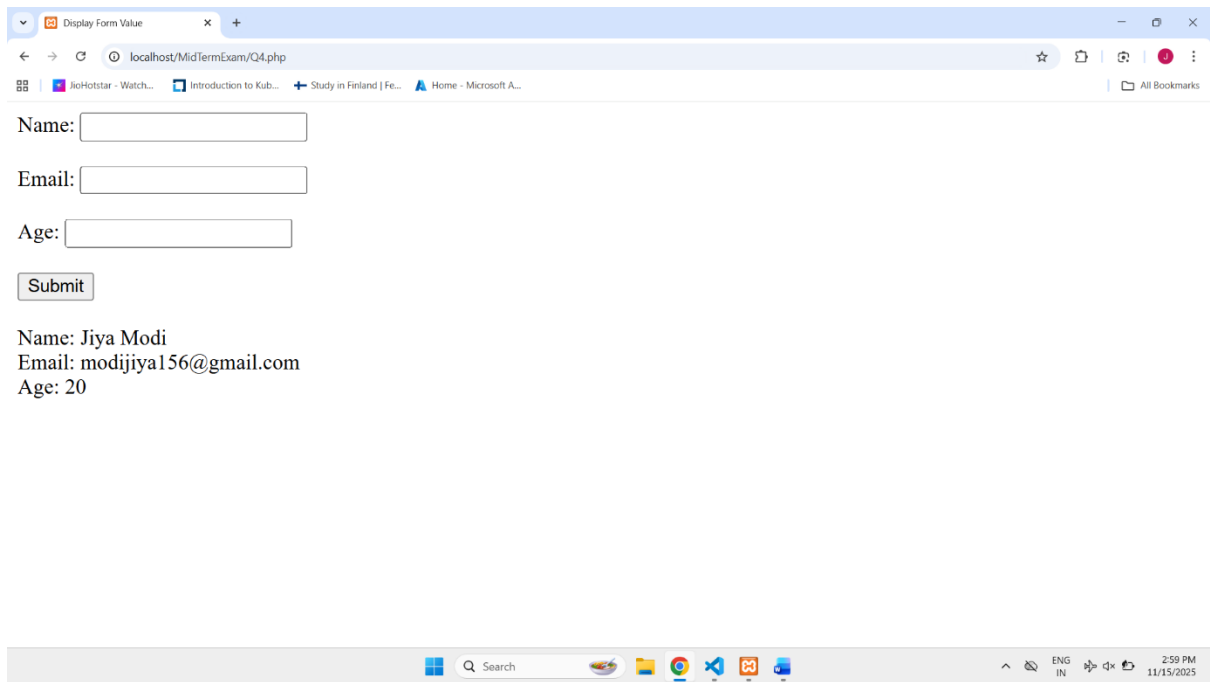 Display Form Value
localhost/MidTermExam/Q4.php
JioHotstar - Watch... Introduction to Kub... Study in Finland | Fe... Home - Microsoft A... All Bookmarks
Name:
Email:
Age:
Submit
Name: Jiya Modi
Email: modijiya156@gmail.com
Age: 20
Search
ENG 2:59 PM
IN 11/15/2025